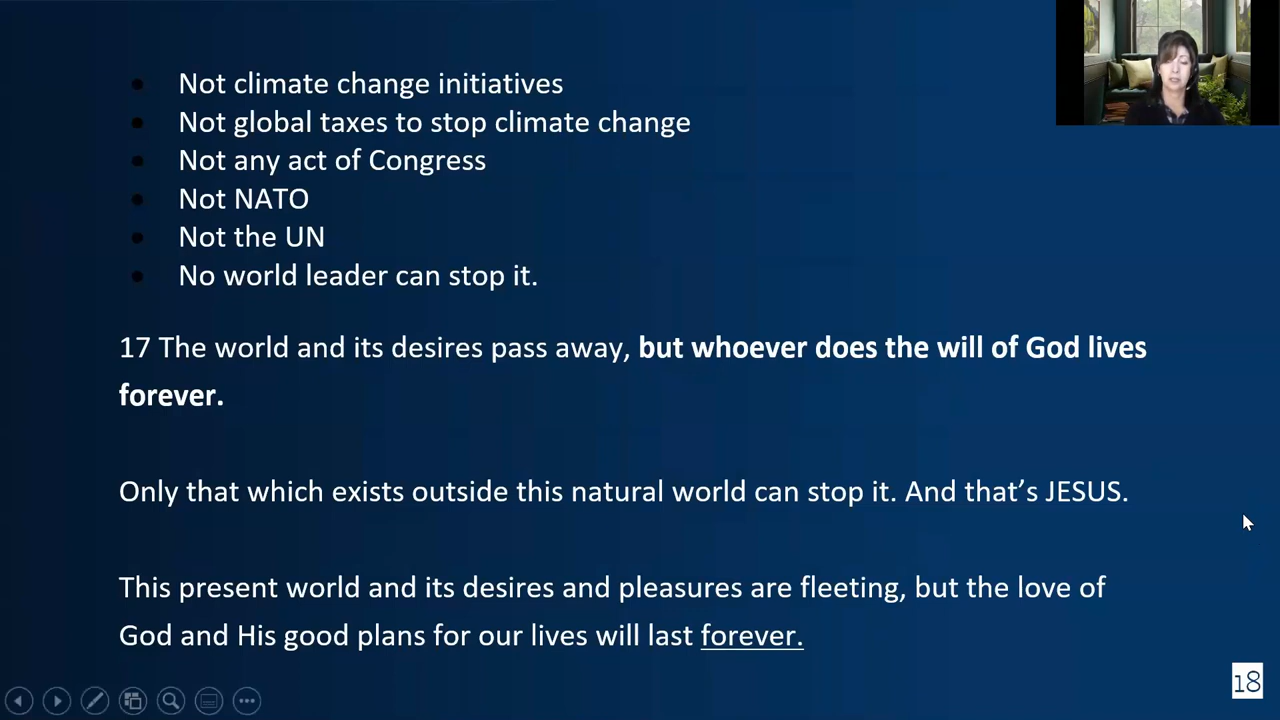 Not climate change initiatives
Not global taxes to stop climate change
Not any act of Congress
Not NATO
Not the UN
No world leader can stop it.
17 The world and its desires pass away, but whoever does the will of God lives
forever.
Only that which exists outside this natural world can stop it. And that’s JESUS.
This present world and its desires and pleasures are fleeting, but the love of
God and His good plans for our lives will last forever.
18